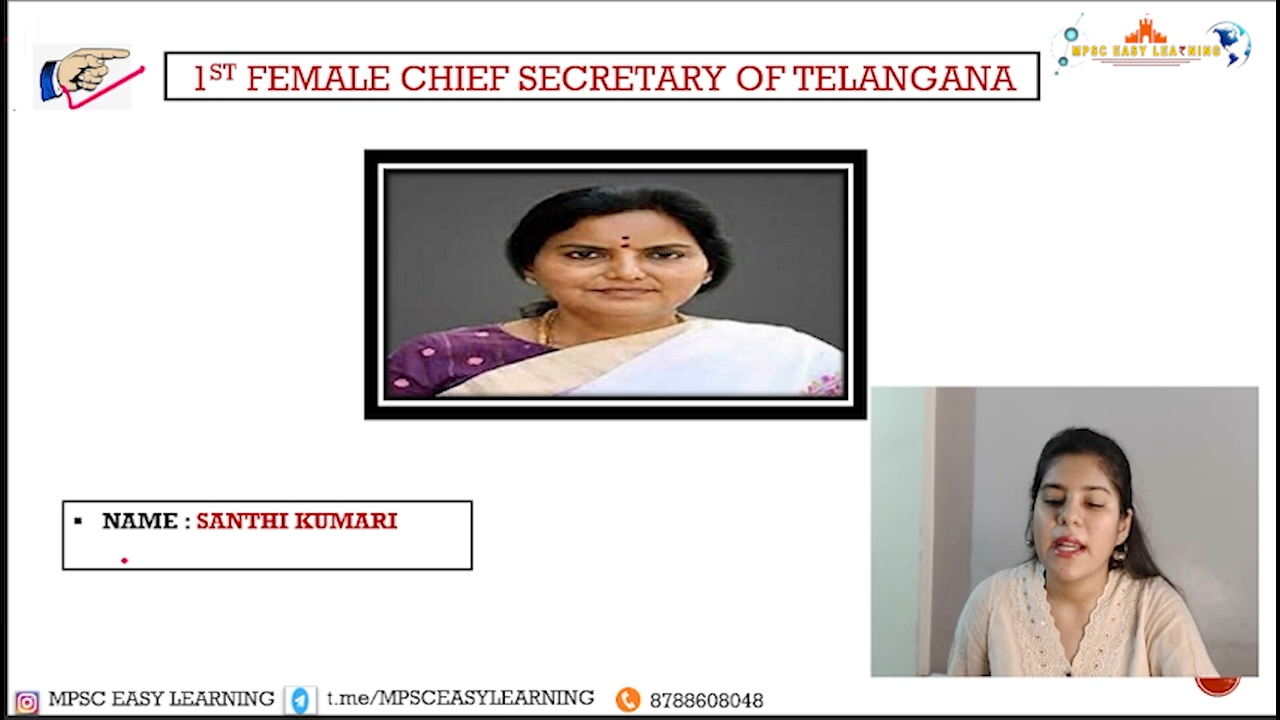 1ST FEMALE CHIEF SECRETARY OF TELANGANA
MPSC EASY LEARNING
▪ NAME : SANTHI KUMARI
MPSC EASY LEARNING t.me/MPSCEASYLEARNING 8788608048